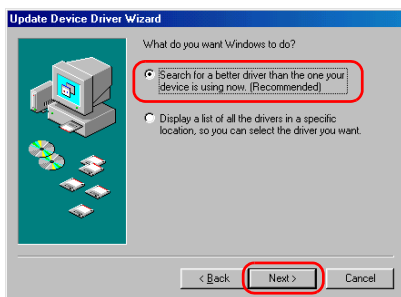 Update Device Driver Wizard
What do you want Windows to do?
Search for a better driver than the one your
device is using now. (Recommended)
Display a list of all the drivers in a specific
location, so you can select the driver you want.
< Back
Next >
Cancel